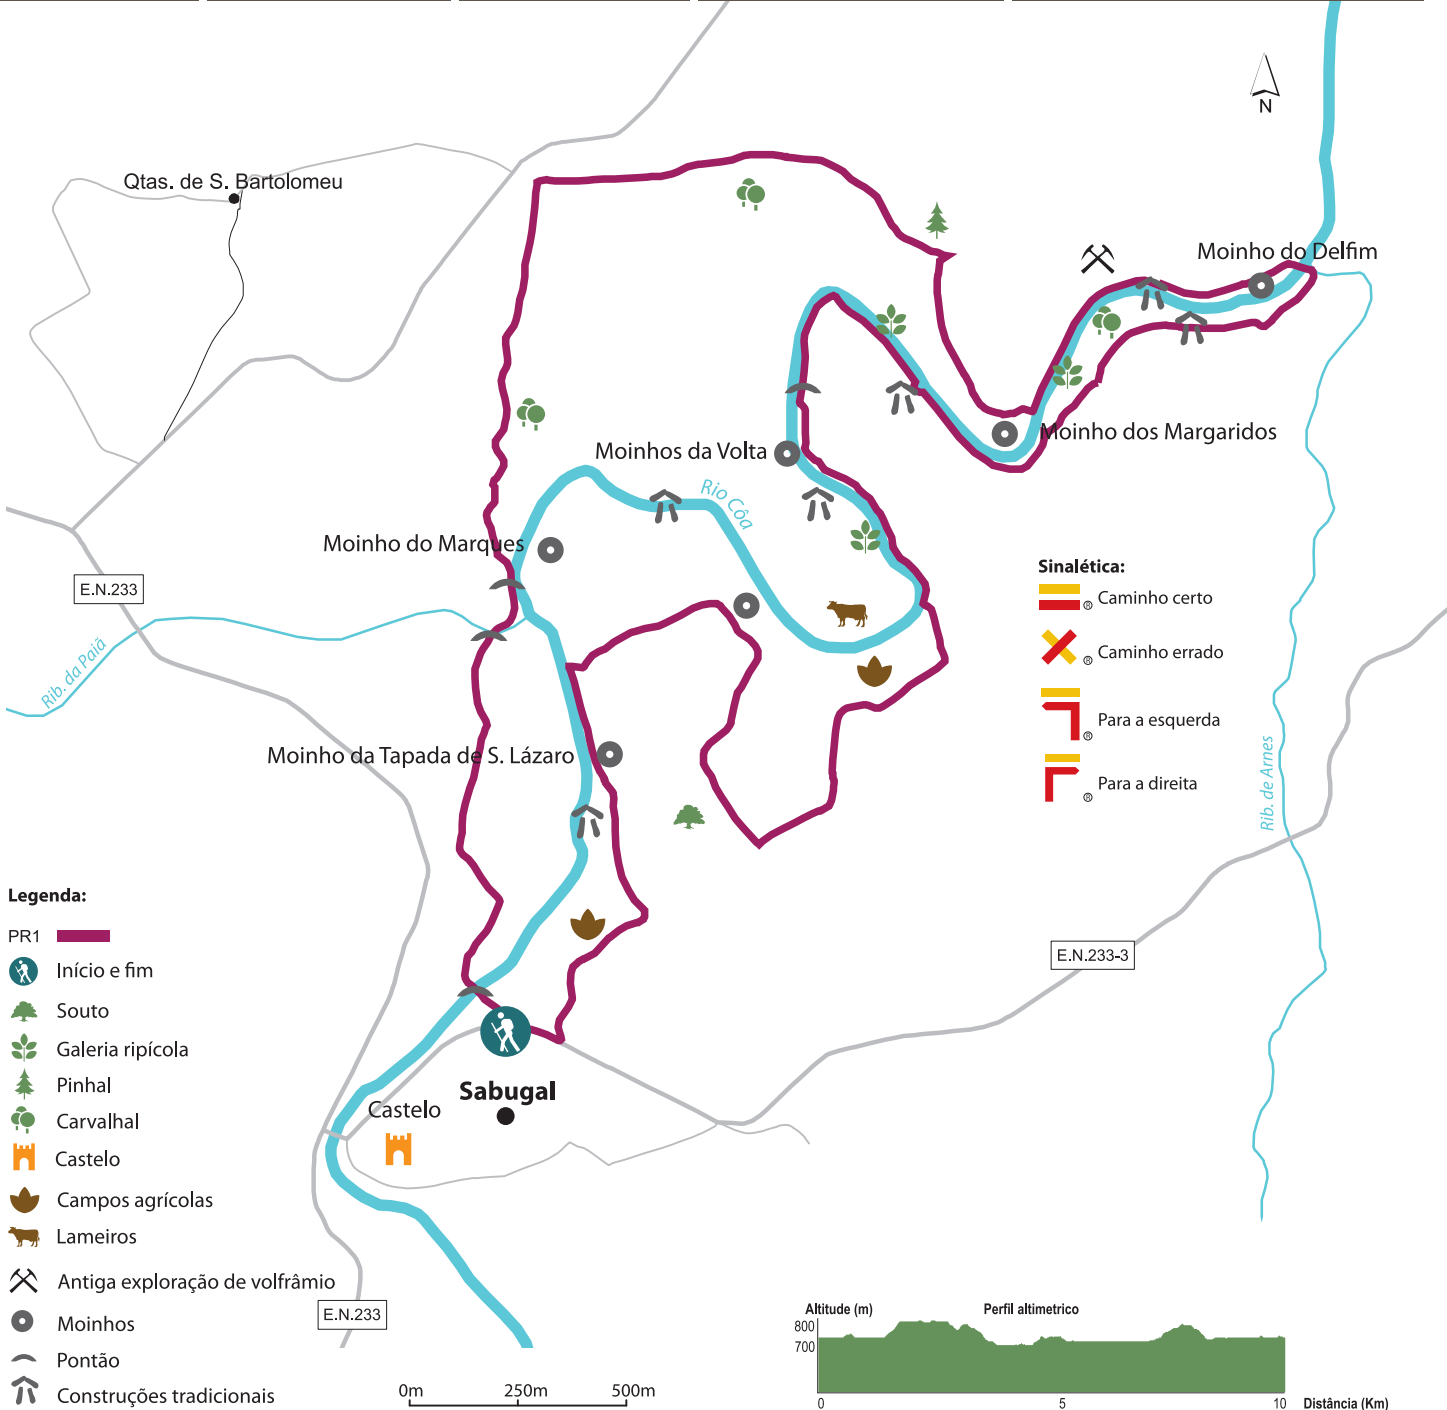 N
Qtas. de S. Bartolomeu
Moinho do Delfim
Moinho dos Margaridos
Moinhos da Volta
Rio Côa
Moinho do Marques
E.N.233
Rib. da Paiã
Moinho da Tapada de S. Lázaro
Sinalética:
® Caminho certo
® Caminho errado
® Para a esquerda
® Para a direita
Rib. de Arnes
E.N.233-3
Sabugal
Castelo
E.N.233
Legenda:
PR1
Início e fim
Souto
Galeria ripícola
Pinhal
Carvalhal
Castelo
Campos agrícolas
Lameiros
Antiga exploração de volfrâmio
Moinhos
Pontão
Construções tradicionais
0m 250m 500m
Altitude (m) Perfil altimetrico
800
700
0 5 10 Distância (Km)